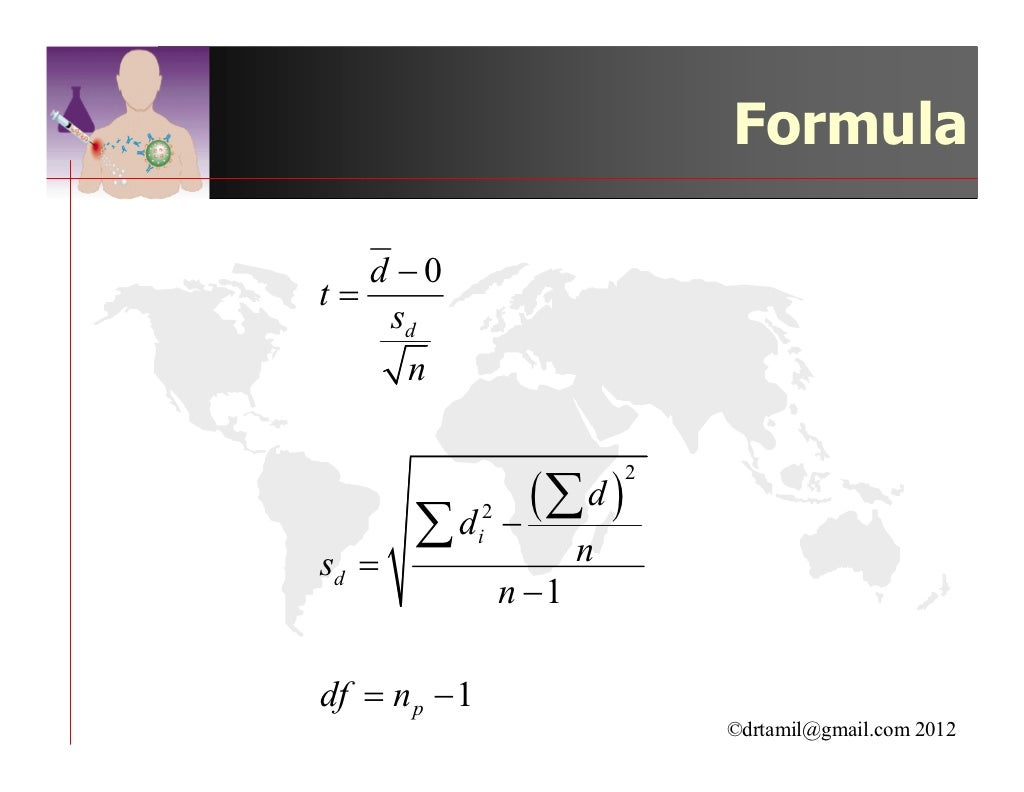 Formula
t = (d̅ − 0) / (s_d / √n)
s_d = √((∑d_i² − (∑d)² / n) / (n − 1))
df = n_p − 1
©drtamil@gmail.com 2012